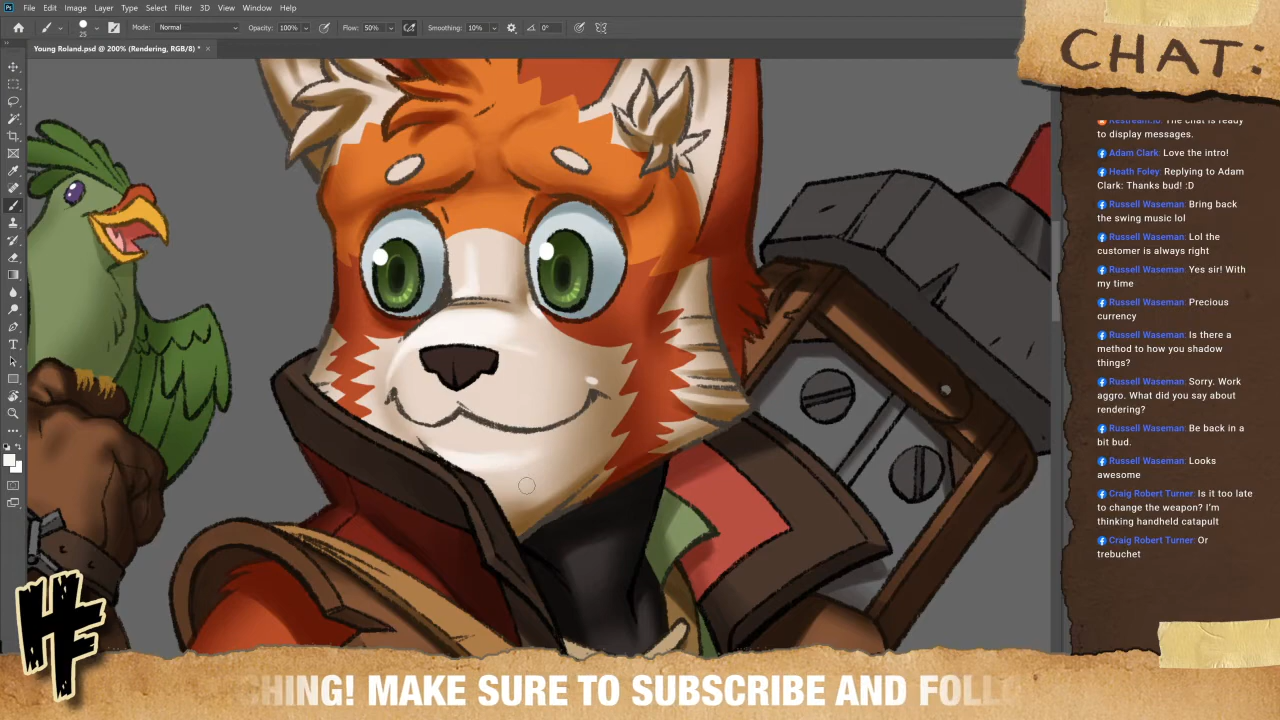 Ps File Edit Image Layer Type Select Filter 3D View Window Help
25 Mode: Normal Opacity: 100% Flow: 50% Smoothing: 10% 0°
Young Roland.psd @ 200% (Rendering, RGB/8) * ×
CHAT:
Restream.io: The chat is ready
to display messages.
Adam Clark: Love the intro!
Heath Foley: Replying to Adam
Clark: Thanks bud! :D
Russell Waseman: Bring back
the swing music lol
Russell Waseman: Lol the
customer is always right
Russell Waseman: Yes sir! With
my time
Russell Waseman: Precious
currency
Russell Waseman: Is there a
method to how you shadow
things?
Russell Waseman: Sorry. Work
aggro. What did you say about
rendering?
Russell Waseman: Be back in a
bit bud.
Russell Waseman: Looks
awesome
Craig Robert Turner: Is it too late
to change the weapon? I'm
thinking handheld catapult
Craig Robert Turner: Or
trebuchet
HF
CHING! MAKE SURE TO SUBSCRIBE AND FOLLO